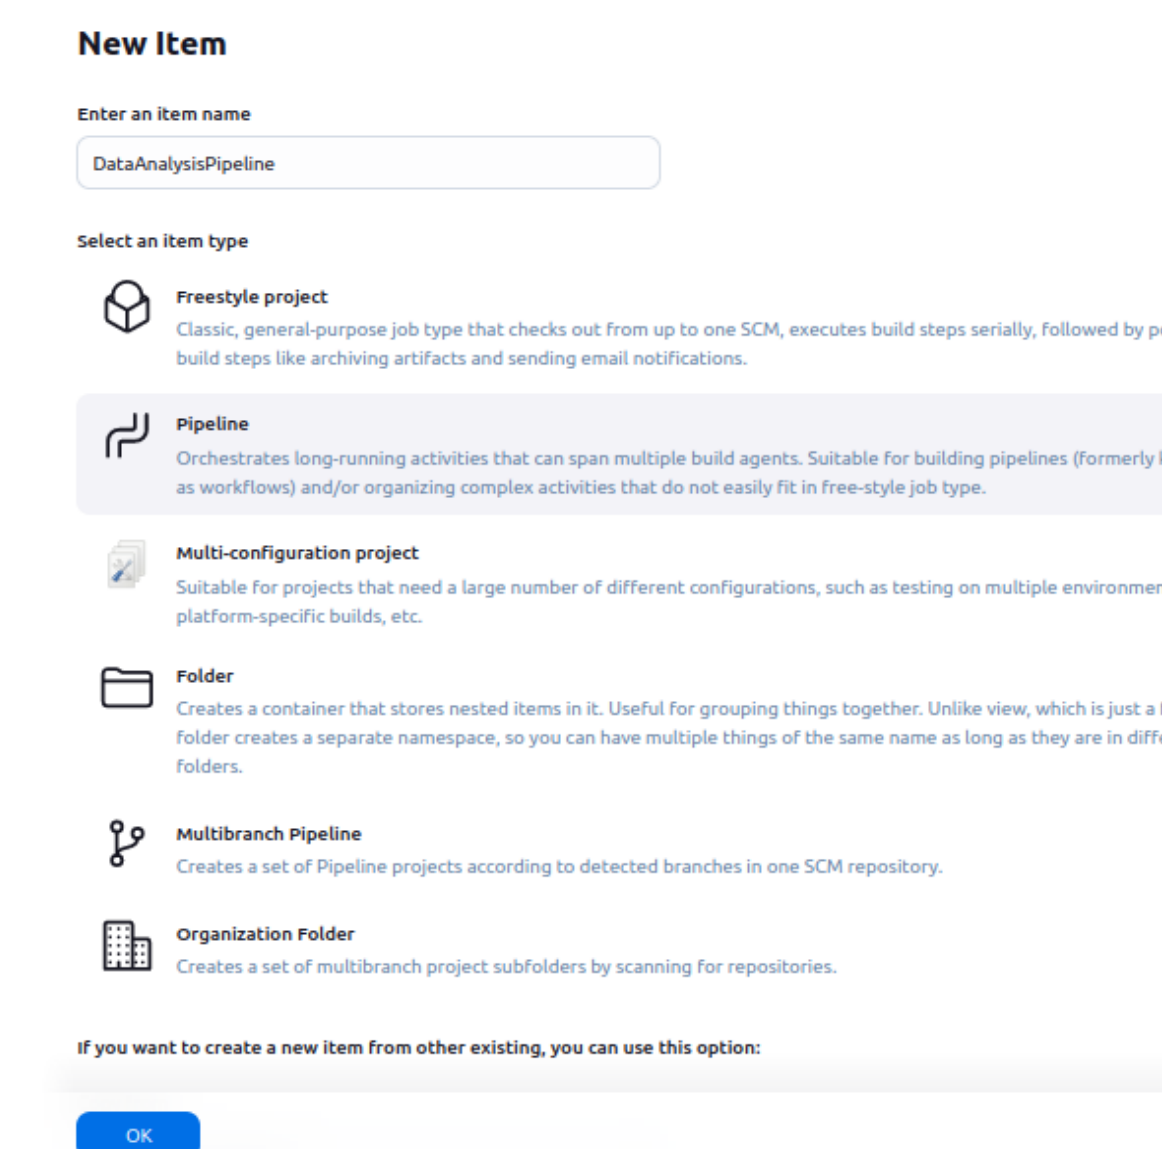 New Item
Enter an item name
DataAnalysisPipeline
Select an item type
Freestyle project
Classic, general-purpose job type that checks out from up to one SCM, executes build steps serially, followed by
build steps like archiving artifacts and sending email notifications.
Pipeline
Orchestrates long-running activities that can span multiple build agents. Suitable for building pipelines (formerly
as workflows) and/or organizing complex activities that do not easily fit in free-style job type.
Multi-configuration project
Suitable for projects that need a large number of different configurations, such as testing on multiple
platform-specific builds, etc.
Folder
Creates a container that stores nested items in it. Useful for grouping things together. Unlike view, which is just a
folder creates a separate namespace, so you can have multiple things of the same name as long as they are in
folders.
Multibranch Pipeline
Creates a set of Pipeline projects according to detected branches in one SCM repository.
Organization Folder
Creates a set of multibranch project subfolders by scanning for repositories.
If you want to create a new item from other existing, you can use this option:
OK